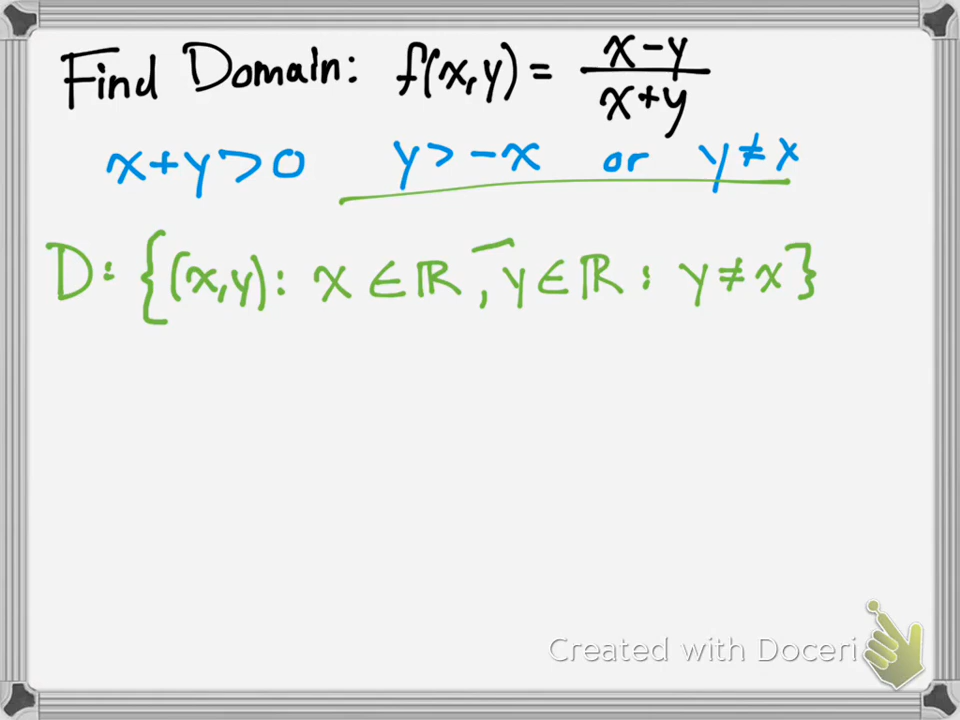 Find Domain: f(x,y) = x-y / x+y
x+y>0 y>-x or y≠x
D: {(x,y): x∈ℝ, y∈ℝ: y≠x}
Created with Doceri